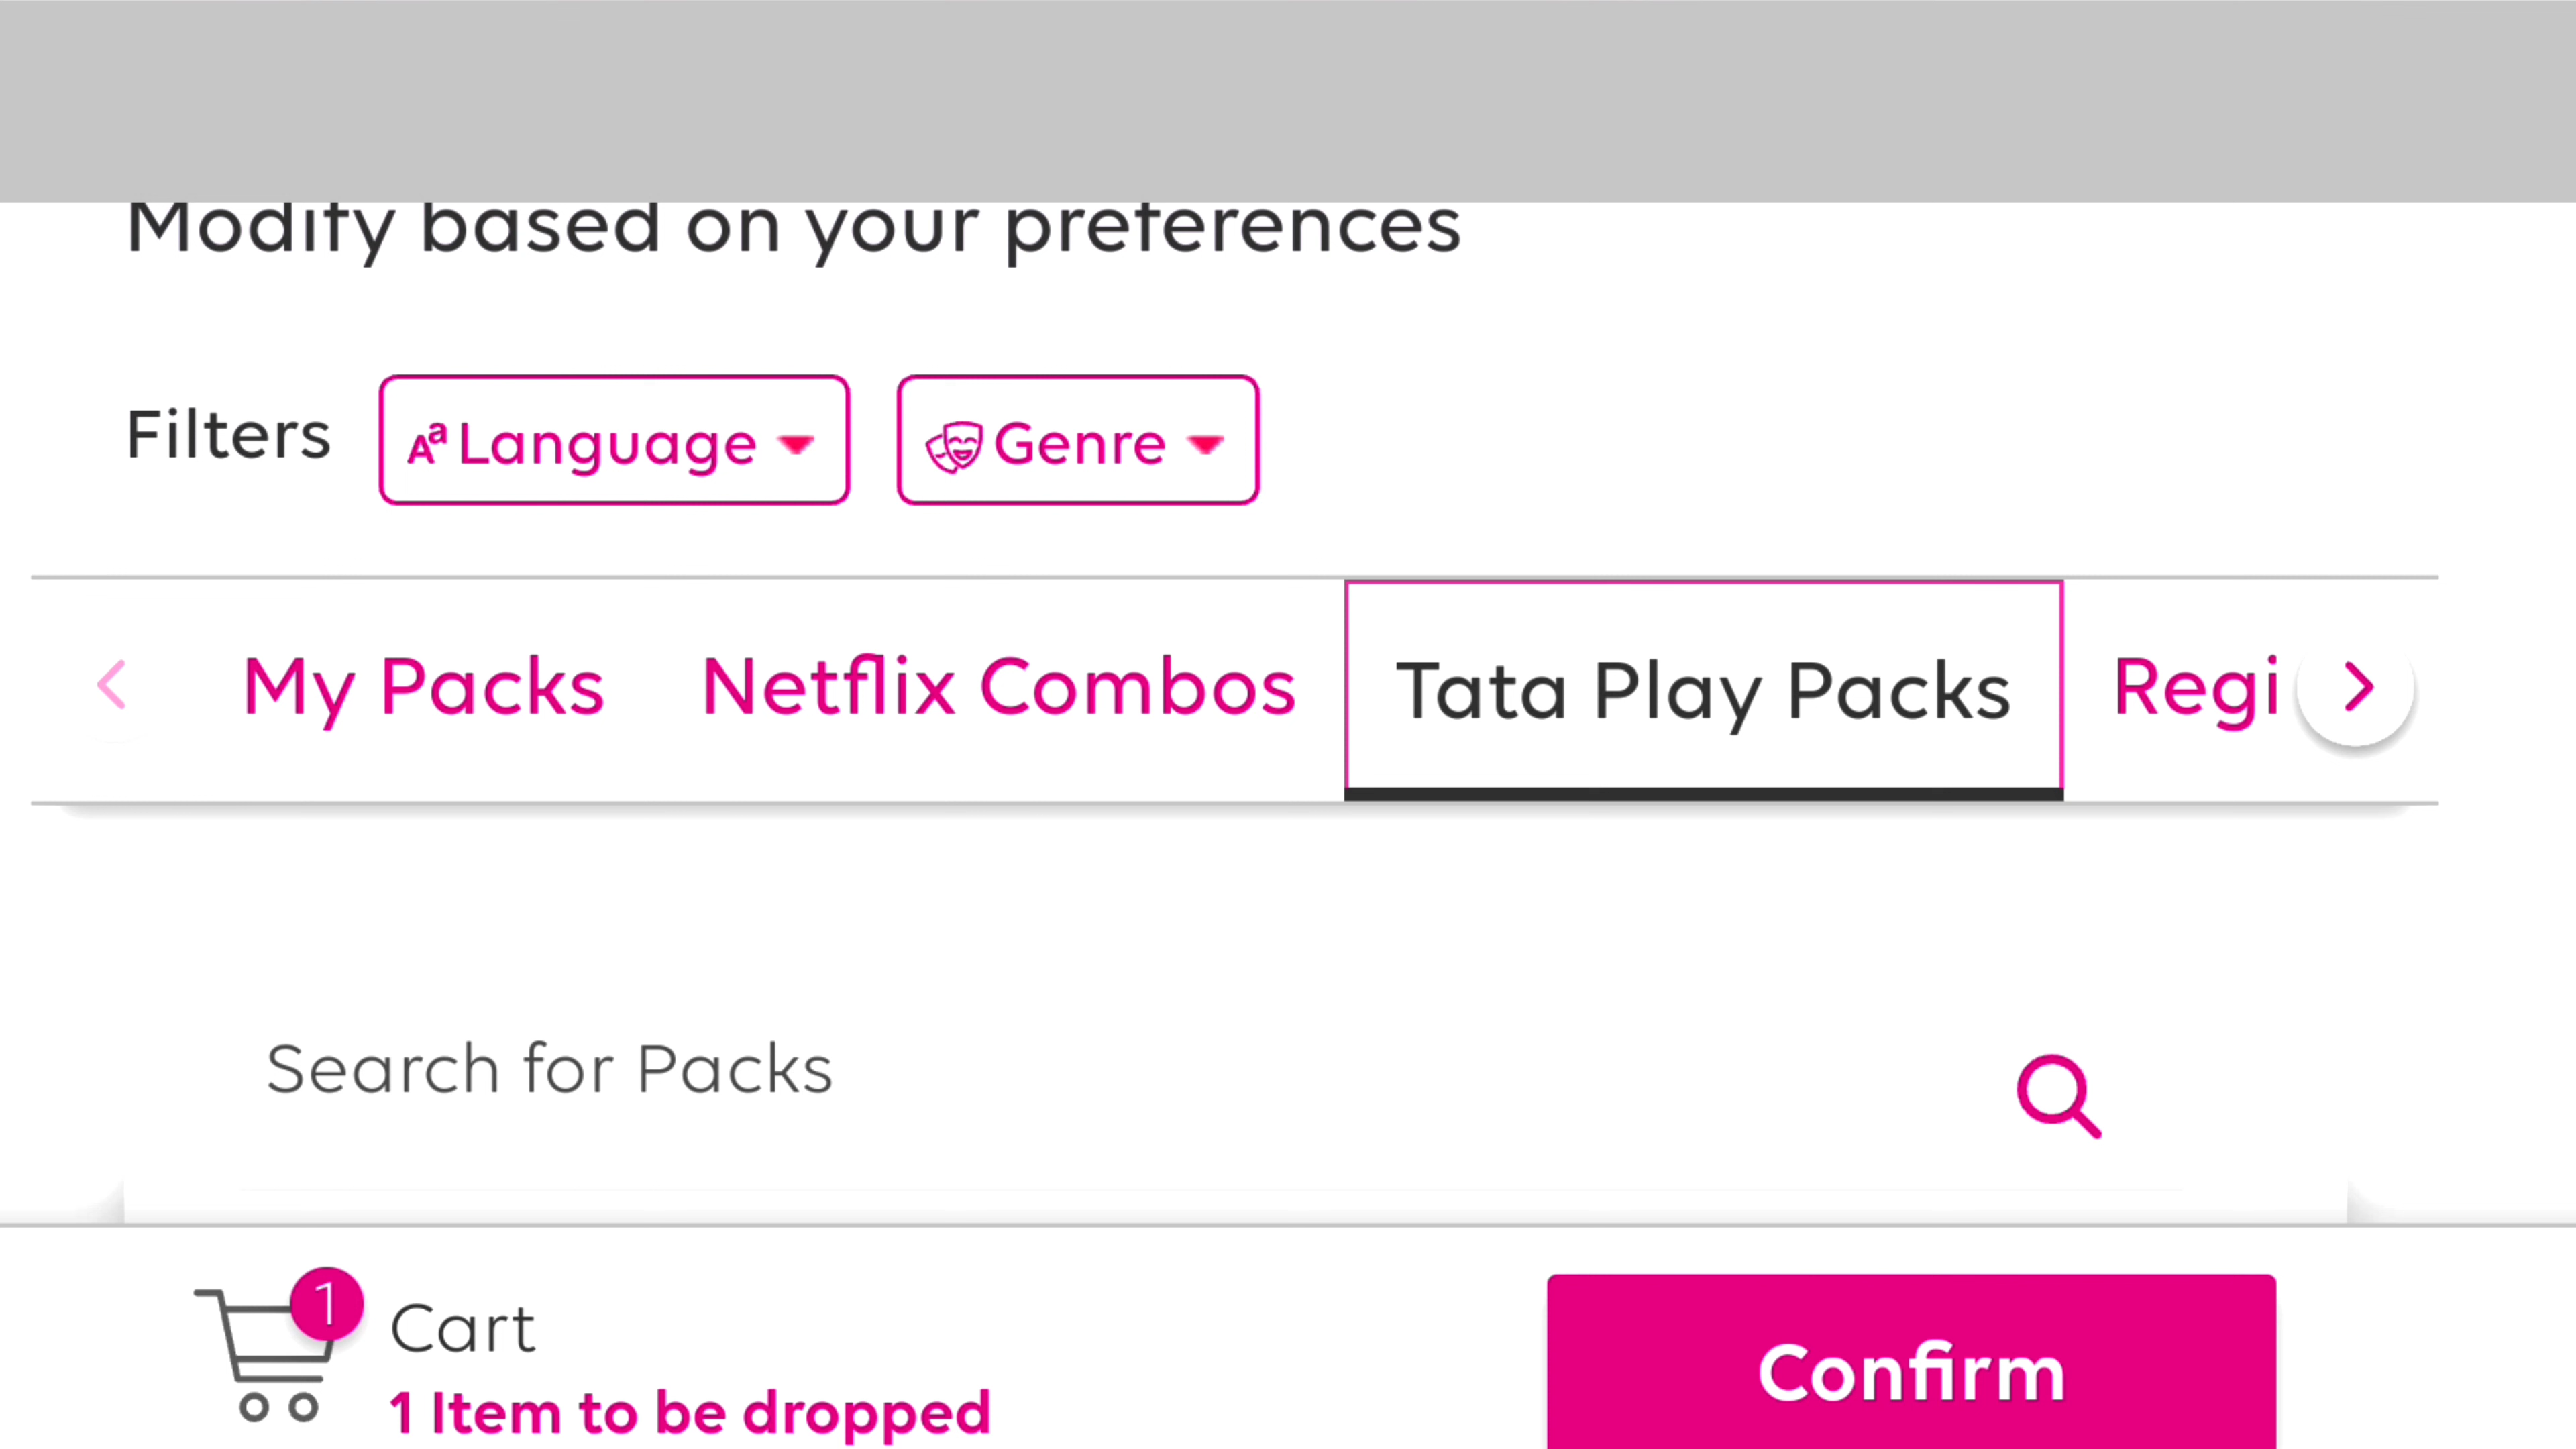 Modify based on your preferences
Filters
Aa Language
Genre
My Packs
Netflix Combos
Tata Play Packs
Regi
Search for Packs
1
Cart
1 Item to be dropped
Confirm